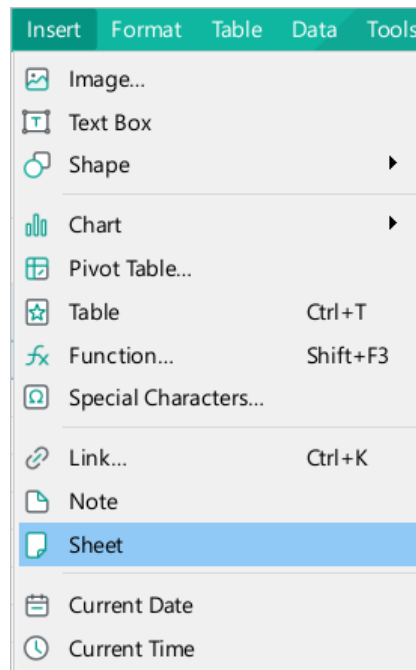 Insert Format Table Data Tools
Image...
Text Box
Shape
Chart
Pivot Table...
Table Ctrl+T
Function... Shift+F3
Special Characters...
Link... Ctrl+K
Note
Sheet
Current Date
Current Time